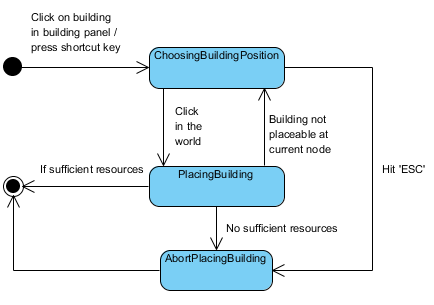 Click on building
in building panel /
press shortcut key
ChoosingBuildingPosition
Click
in the
world
Building not
placeable at
current node
If sufficient resources
PlacingBuilding
Hit 'ESC'
No sufficient resources
AbortPlacingBuilding